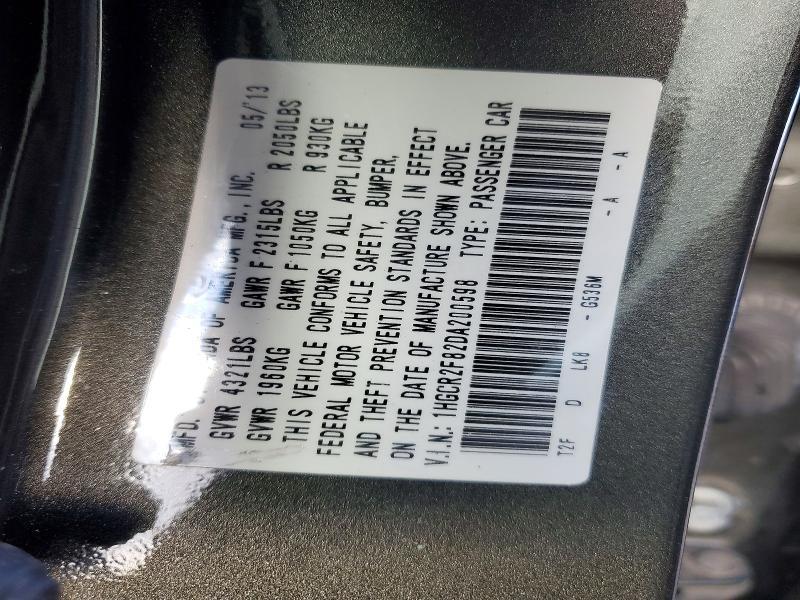 MFD. OF AMERICA MFG., INC. 05/'13
GVWR 4321LBS GAWR F 2315LBS R 2050LBS
GVWR 1960KG GAWR F 1050KG R 930KG
THIS VEHICLE CONFORMS TO ALL APPLICABLE
FEDERAL MOTOR VEHICLE SAFETY, BUMPER,
AND THEFT PREVENTION STANDARDS IN EFFECT
ON THE DATE OF MANUFACTURE SHOWN ABOVE.
V.I.N.: 1HGCR2F82DA200598 TYPE: PASSENGER CAR
T2F D LK8 - G536M - A - A